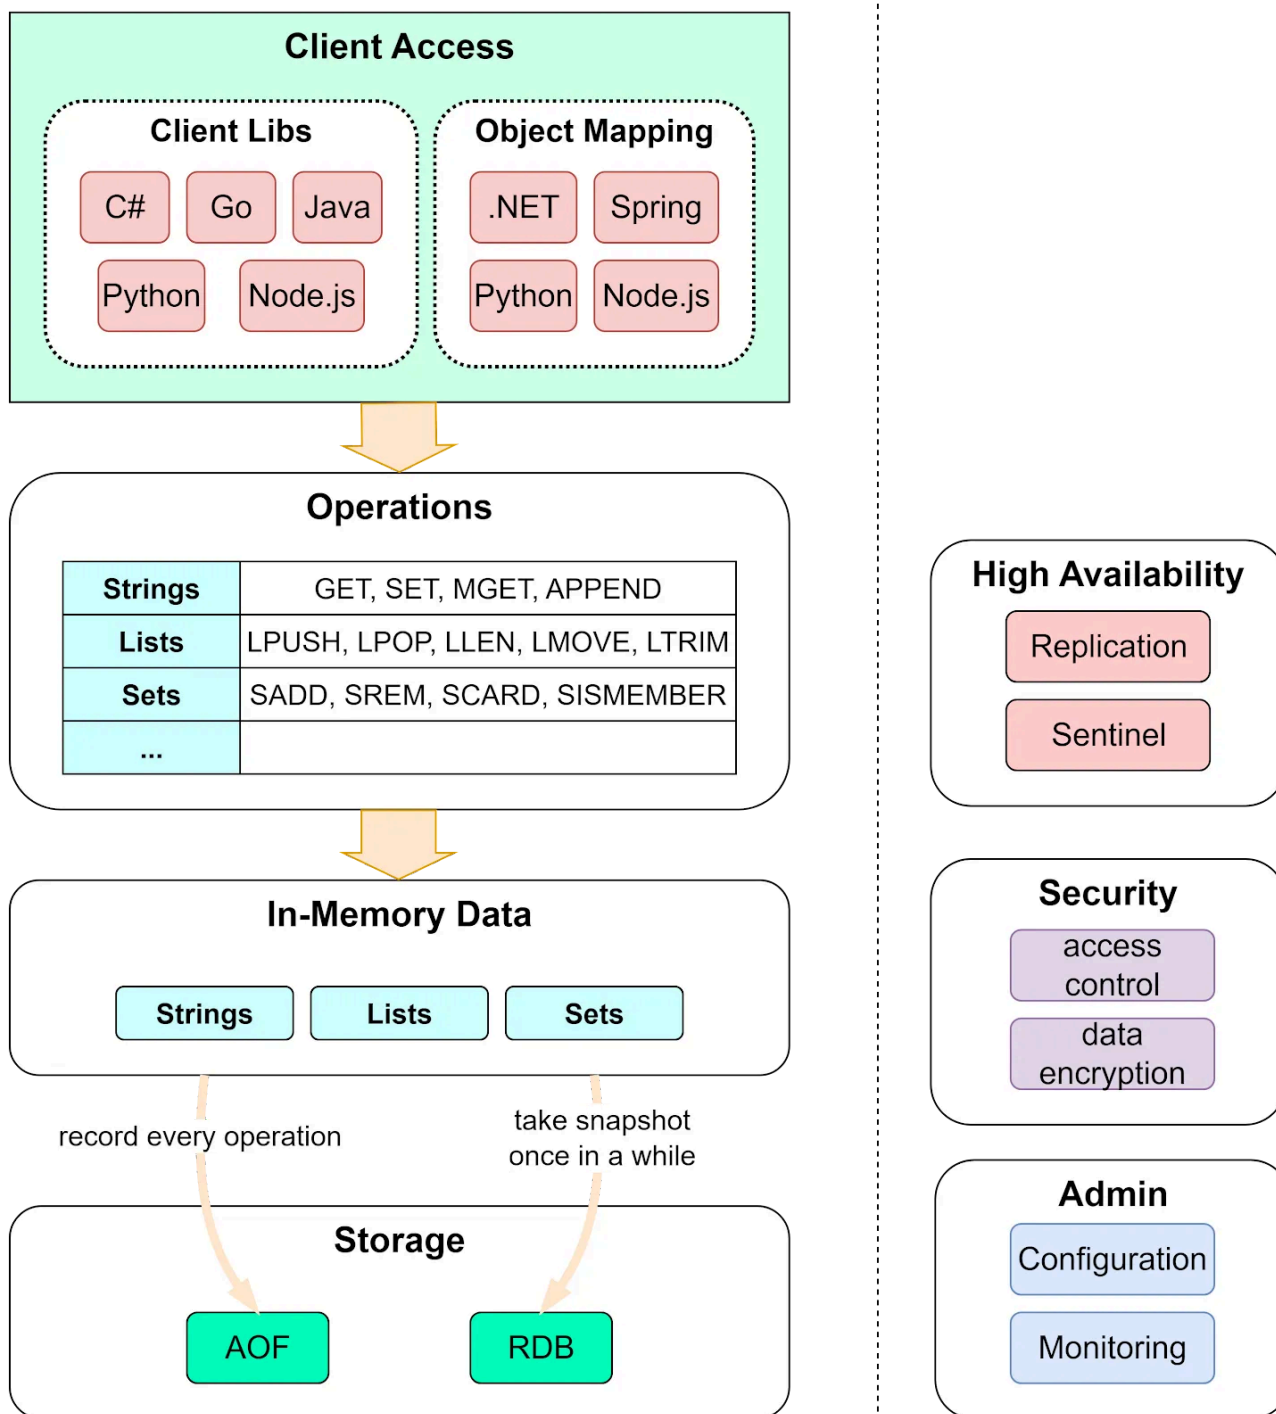 Client Access
Client Libs
C#
Go
Java
Python
Node.js
Object Mapping
.NET
Spring
Python
Node.js
Operations
Strings
GET, SET, MGET, APPEND
Lists
LPUSH, LPOP, LLEN, LMOVE, LTRIM
Sets
SADD, SREM, SCARD, SISMEMBER
...
In-Memory Data
Strings
Lists
Sets
record every operation
take snapshot
once in a while
Storage
AOF
RDB
High Availability
Replication
Sentinel
Security
access
control
data
encryption
Admin
Configuration
Monitoring